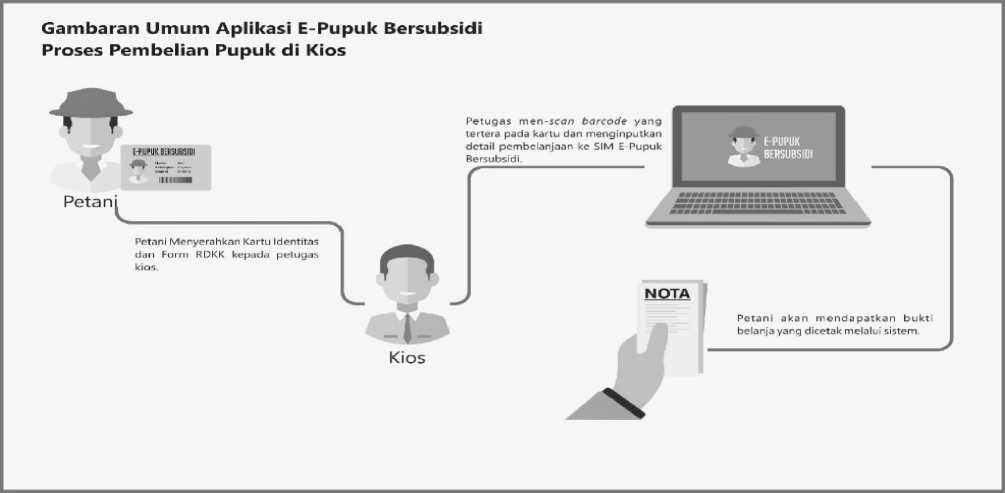 Gambaran Umum Aplikasi E-Pupuk Bersubsidi
Proses Pembelian Pupuk di Kios
E-PUPUK BERSUBSIDI
Petani
Petani Menyerahkan Kartu Identitas
dan Form RDKK kepada petugas
kios.
Kios
Petugas men-scan barcode yang
tertera pada kartu dan menginputkan
detail pembelanjaan ke SIM E-Pupuk
Bersubsidi.
E-PUPUK
BERSUBSIDI
NOTA
Petani akan mendapatkan bukti
belanja yang dicetak melalui sistem.